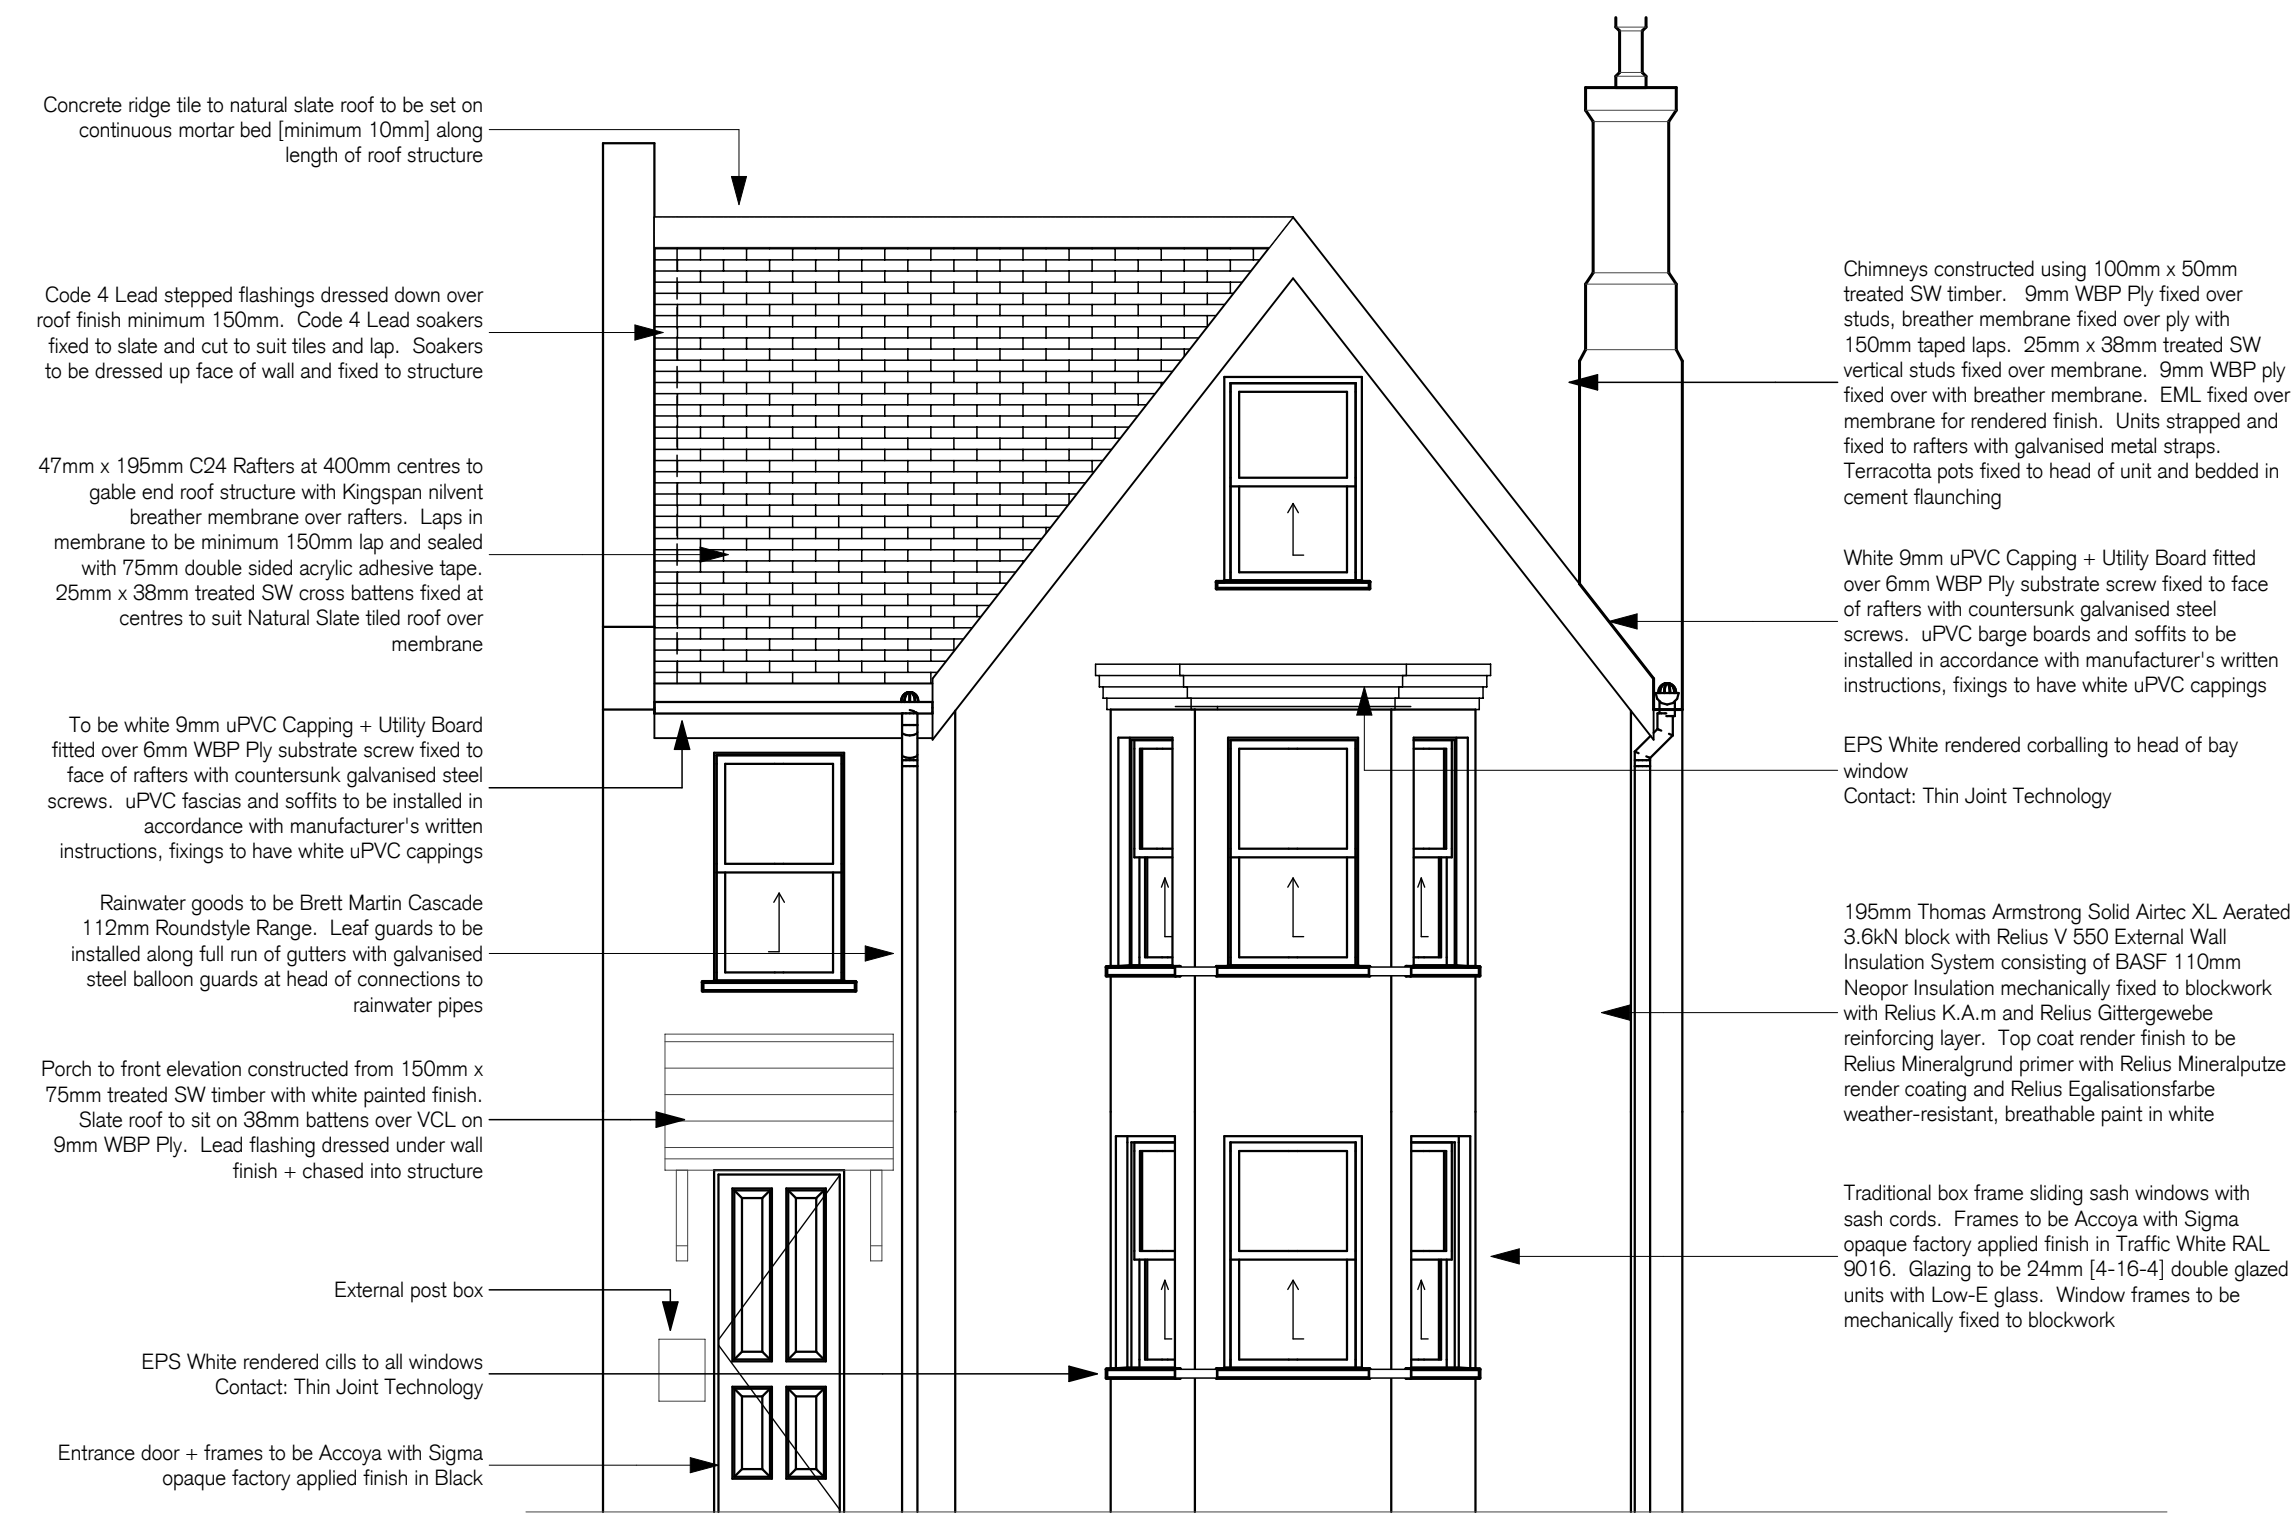 Concrete ridge tile to natural slate roof to be set on
continuous mortar bed [minimum 10mm] along
length of roof structure
Code 4 Lead stepped flashings dressed down over
roof finish minimum 150mm. Code 4 Lead soakers
fixed to slate and cut to suit tiles and lap. Soakers
to be dressed up face of wall and fixed to structure
47mm x 195mm C24 Rafters at 400mm centres to
gable end roof structure with Kingspan nilvent
breather membrane over rafters. Laps in
membrane to be minimum 150mm lap and sealed
with 75mm double sided acrylic adhesive tape.
25mm x 38mm treated SW cross battens fixed at
centres to suit Natural Slate tiled roof over
membrane
To be white 9mm uPVC Capping + Utility Board
fitted over 6mm WBP Ply substrate screw fixed to
face of rafters with countersunk galvanised steel
screws. uPVC fascias and soffits to be installed in
accordance with manufacturer's written
instructions, fixings to have white uPVC cappings
Rainwater goods to be Brett Martin Cascade
112mm Roundstyle Range. Leaf guards to be
installed along full run of gutters with galvanised
steel balloon guards at head of connections to
rainwater pipes
Porch to front elevation constructed from 150mm x
75mm treated SW timber with white painted finish.
Slate roof to sit on 38mm battens over VCL on
9mm WBP Ply. Lead flashing dressed under wall
finish + chased into structure
External post box
EPS White rendered cills to all windows
Contact: Thin Joint Technology
Entrance door + frames to be Accoya with Sigma
opaque factory applied finish in Black
Chimneys constructed using 100mm x 50mm
treated SW timber. 9mm WBP Ply fixed over
studs, breather membrane fixed over ply with
150mm taped laps. 25mm x 38mm treated SW
vertical studs fixed over membrane. 9mm WBP ply
fixed over with breather membrane. EML fixed over
membrane for rendered finish. Units strapped and
fixed to rafters with galvanised metal straps.
Terracotta pots fixed to head of unit and bedded in
cement flaunching
White 9mm uPVC Capping + Utility Board fitted
over 6mm WBP Ply substrate screw fixed to face
of rafters with countersunk galvanised steel
screws. uPVC barge boards and soffits to be
installed in accordance with manufacturer's written
instructions, fixings to have white uPVC cappings
EPS White rendered corballing to head of bay
window
Contact: Thin Joint Technology
195mm Thomas Armstrong Solid Airtec XL Aerated
3.6kN block with Relius V 550 External Wall
Insulation System consisting of BASF 110mm
Neopor Insulation mechanically fixed to blockwork
with Relius K.A.m and Relius Gittergewebe
reinforcing layer. Top coat render finish to be
Relius Mineralgrund primer with Relius Mineralputze
render coating and Relius Egalisationsfarbe
weather-resistant, breathable paint in white
Traditional box frame sliding sash windows with
sash cords. Frames to be Accoya with Sigma
opaque factory applied finish in Traffic White RAL
9016. Glazing to be 24mm [4-16-4] double glazed
units with Low-E glass. Window frames to be
mechanically fixed to blockwork